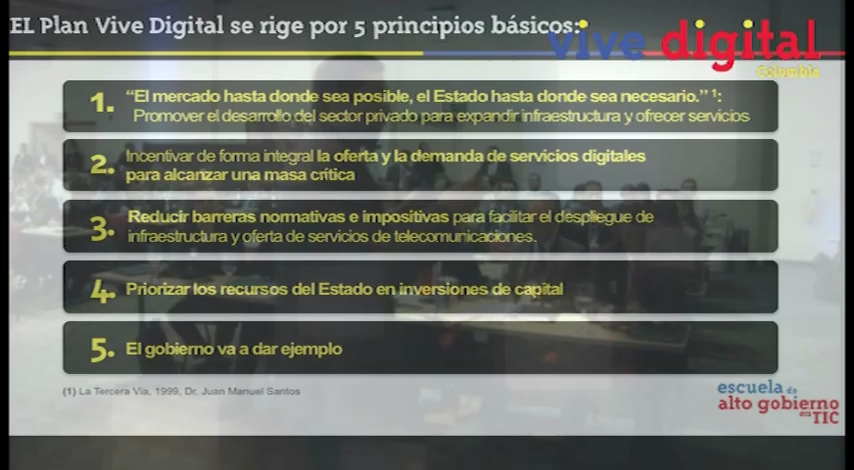 EL Plan Vive Digital se rige por 5 principios básicos:
vive digital
Colombia
1. “El mercado hasta donde sea posible, el Estado hasta donde sea necesario.” 1:
Promover el desarrollo del sector privado para expandir infraestructura y ofrecer servicios
2. Incentivar de forma integral la oferta y la demanda de servicios digitales
para alcanzar una masa crítica
3. Reducir barreras normativas e impositivas para facilitar el despliegue de
infraestructura y oferta de servicios de telecomunicaciones.
4. Priorizar los recursos del Estado en inversiones de capital
5. El gobierno va a dar ejemplo
(1) La Tercera Vía, 1999, Dr. Juan Manuel Santos
escuela de
alto gobierno
en TIC